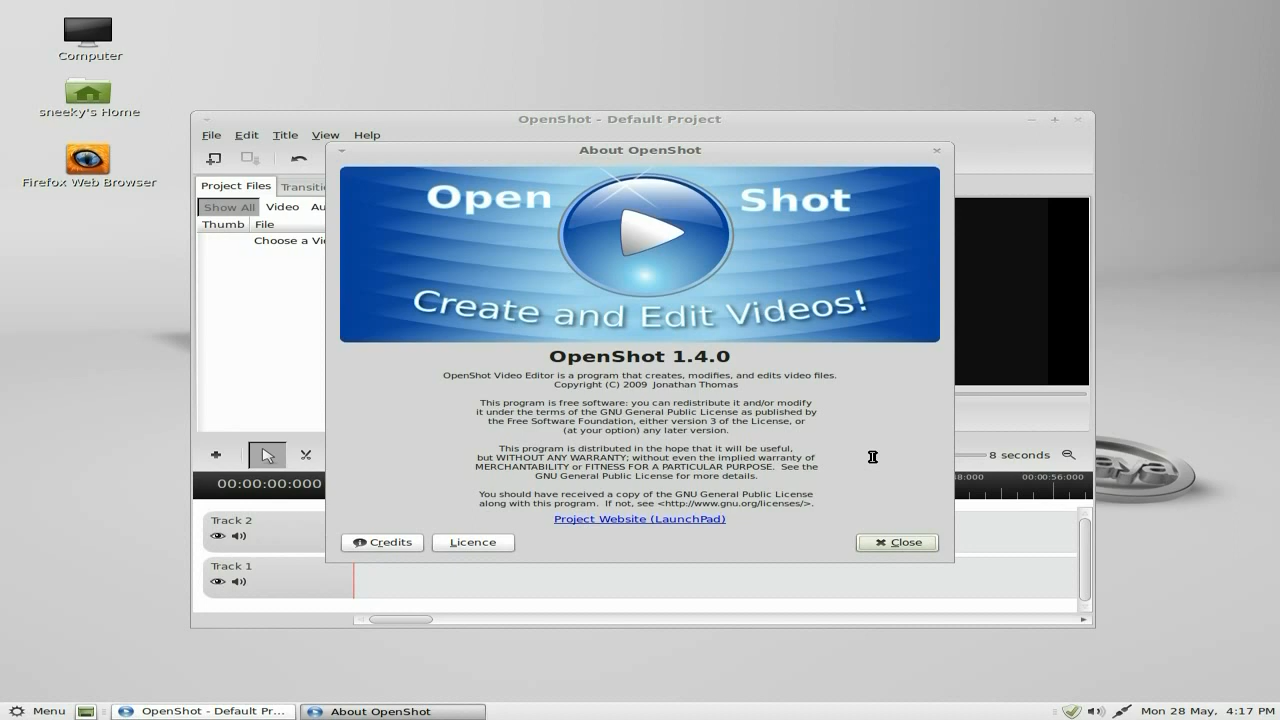 Computer
sneeky's Home
Firefox Web Browser
OpenShot - Default Project
File Edit Title View Help
About OpenShot
Project Files Transiti
Show All Video Au
Thumb File
Choose a Vi
Open Shot
Create and Edit Videos!
OpenShot 1.4.0
OpenShot Video Editor is a program that creates, modifies, and edits video files.
Copyright (C) 2009 Jonathan Thomas
This program is free software: you can redistribute it and/or modify
it under the terms of the GNU General Public License as published by
the Free Software Foundation, either version 3 of the License, or
(at your option) any later version.
This program is distributed in the hope that it will be useful,
but WITHOUT ANY WARRANTY; without even the implied warranty of
MERCHANTABILITY or FITNESS FOR A PARTICULAR PURPOSE. See the
GNU General Public License for more details.
You should have received a copy of the GNU General Public License
along with this program. If not, see <http://www.gnu.org/licenses/>.
Project Website (LaunchPad)
Credits Licence Close
8 seconds
00:00:00:000 8:000 00:00:56:000
Track 2
Track 1
aya
Menu OpenShot - Default Pr... About OpenShot Mon 28 May, 4:17 PM